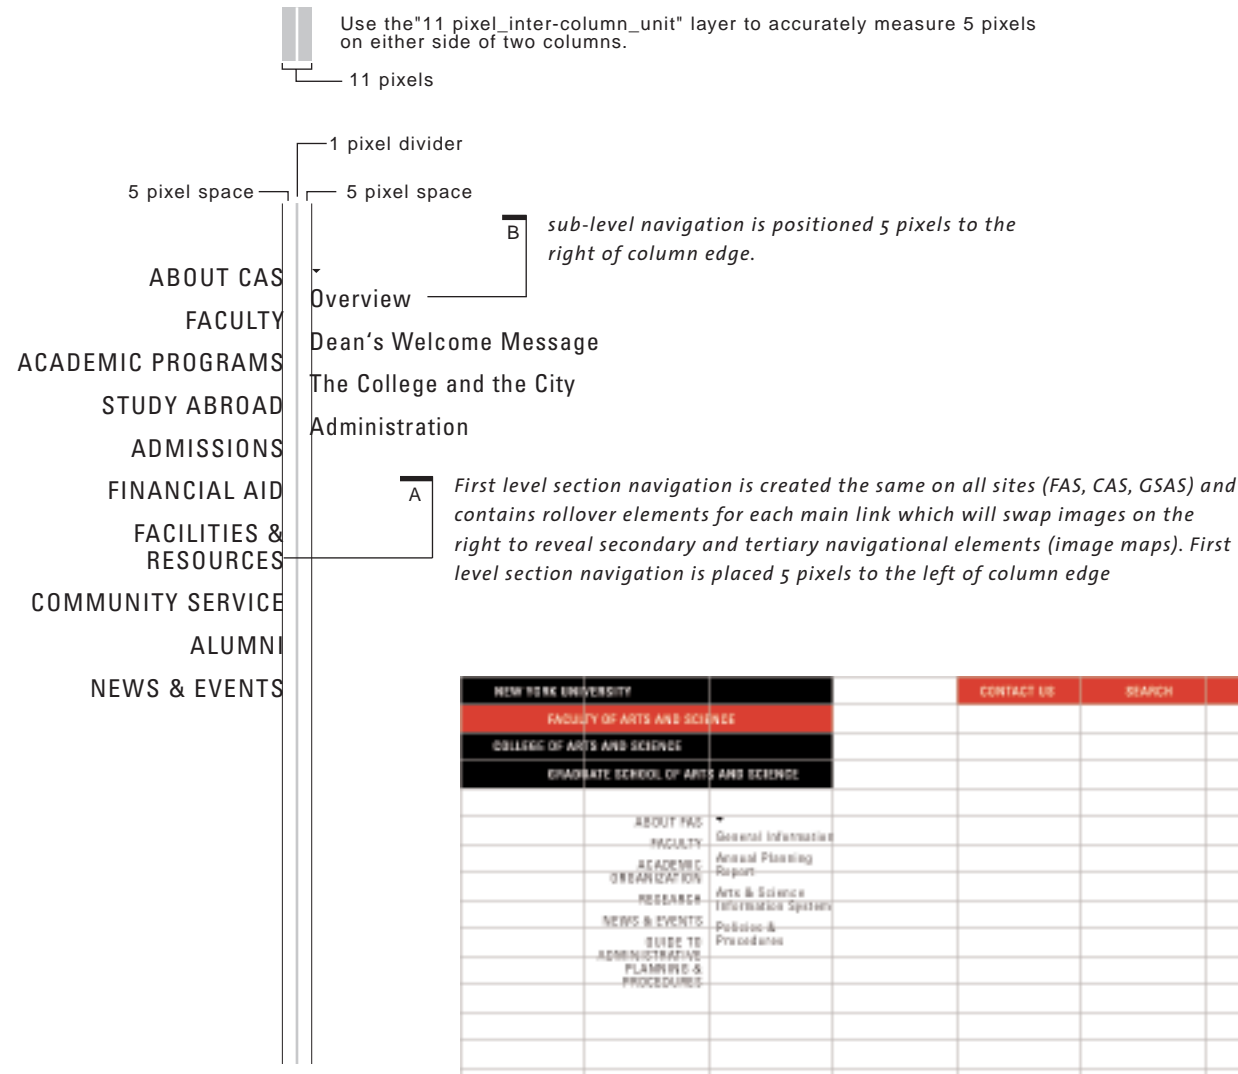 Use the"11 pixel_inter-column_unit" layer to accurately measure 5 pixels
on either side of two columns.
11 pixels
1 pixel divider
5 pixel space
5 pixel space
B
sub-level navigation is positioned 5 pixels to the
right of column edge.
ABOUT CAS
FACULTY
ACADEMIC PROGRAMS
STUDY ABROAD
ADMISSIONS
FINANCIAL AID
FACILITIES &
RESOURCES
COMMUNITY SERVICE
ALUMNI
NEWS & EVENTS
Overview
Dean‘s Welcome Message
The College and the City
Administration
A
First level section navigation is created the same on all sites (FAS, CAS, GSAS) and
contains rollover elements for each main link which will swap images on the
right to reveal secondary and tertiary navigational elements (image maps). First
level section navigation is placed 5 pixels to the left of column edge
NEW YORK UNIVERSITY
CONTACT US
SEARCH
FACULTY OF ARTS AND SCIENCE
COLLEGE OF ARTS AND SCIENCE
GRADUATE SCHOOL OF ARTS AND SCIENCE
ABOUT FAS
FACULTY
ACADEMIC
ORGANIZATION
RESEARCH
NEWS & EVENTS
GUIDE TO
ADMINISTRATIVE
PLANNING &
PROCEDURES
General Information
Annual Planning
Report
Arts & Science
Information System
Policies &
Procedures